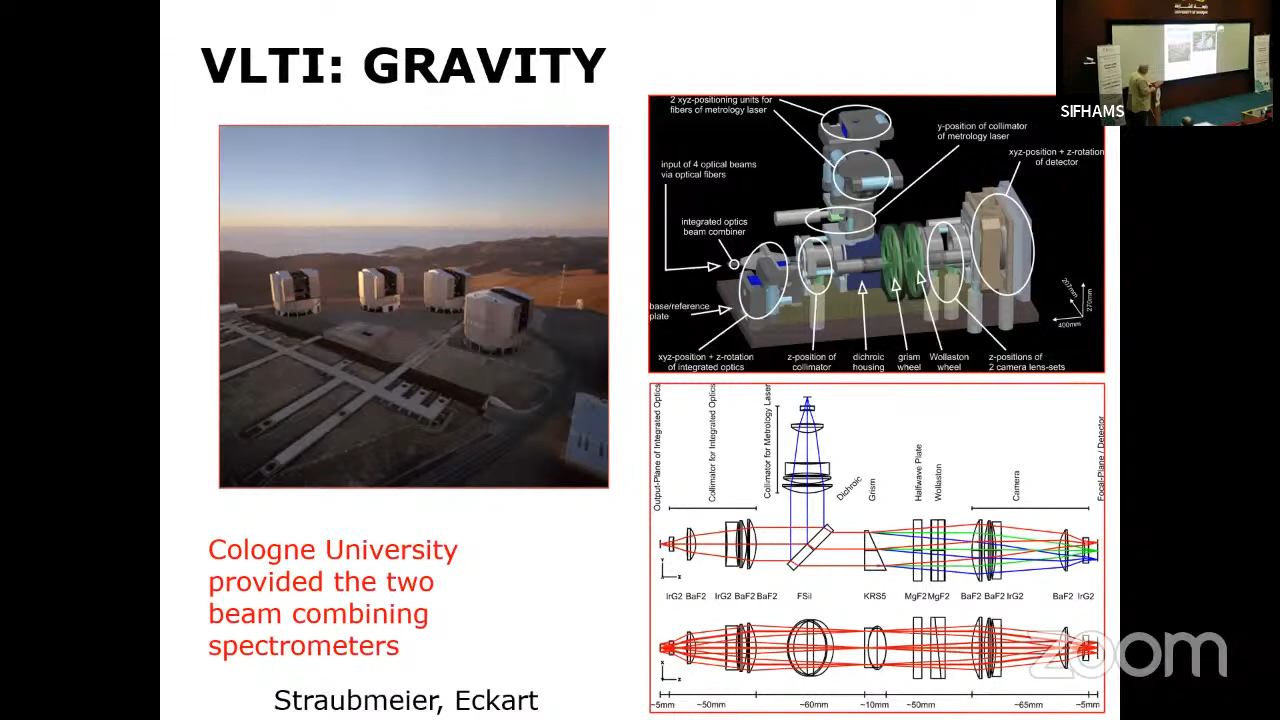 VLTI: GRAVITY
SIFHAMS
2 xyz-positioning units for
fibers of metrology laser
y-position of collimator
of metrology laser
xyz-position + z-rotation
of detector
input of 4 optical beams
via optical fibers
integrated optics
beam combiner
base/reference
plate
207mm
270mm
400mm
xyz-position + z-rotation
of integrated optics
z-position of
collimator
dichroic
housing
grism
wheel
Wollaston
wheel
z-positions of
2 camera lens-sets
Output-Plane of Integrated Optics
Collimator for Integrated Optics
Collimator for Metrology Laser
Dichroic
Grism
Halfwave Plate
Wollaston
Camera
Focal-Plane / Detector
Y
Z
IrG2 BaF2 IrG2 BaF2 BaF2 FSil KRS5 MgF2 MgF2 BaF2 BaF2 IrG2 BaF2 IrG2
X
Z
~5mm ~50mm ~60mm ~10mm ~50mm ~65mm ~5mm
Cologne University
provided the two
beam combining
spectrometers
Straubmeier, Eckart
zoom